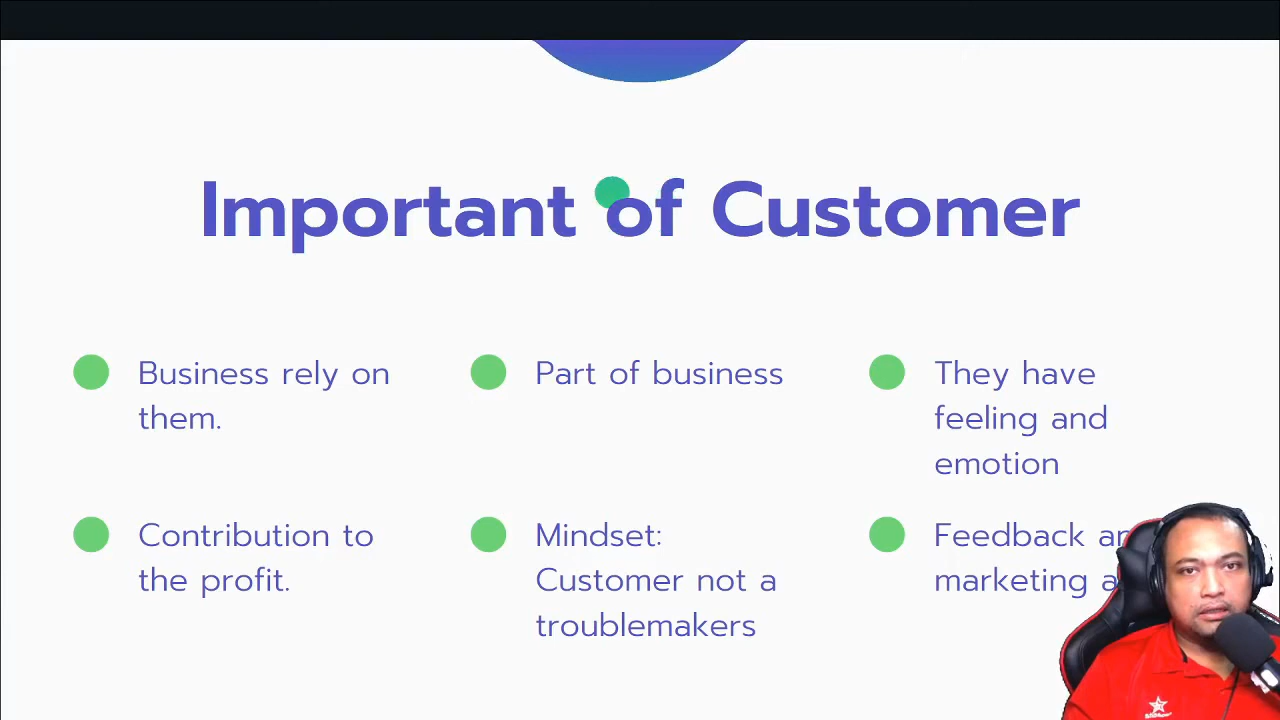 Important of Customer
Business rely on
them.
Part of business
They have
feeling and
emotion
Contribution to
the profit.
Mindset:
Customer not a
troublemakers
Feedback
marketing